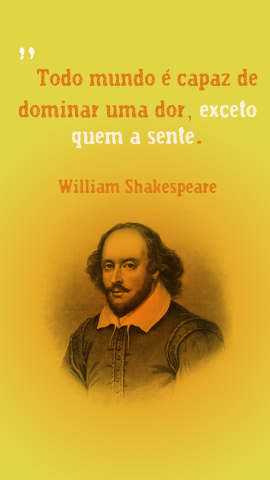 ”
Todo mundo é capaz de
dominar uma dor, exceto
quem a sente.
William Shakespeare